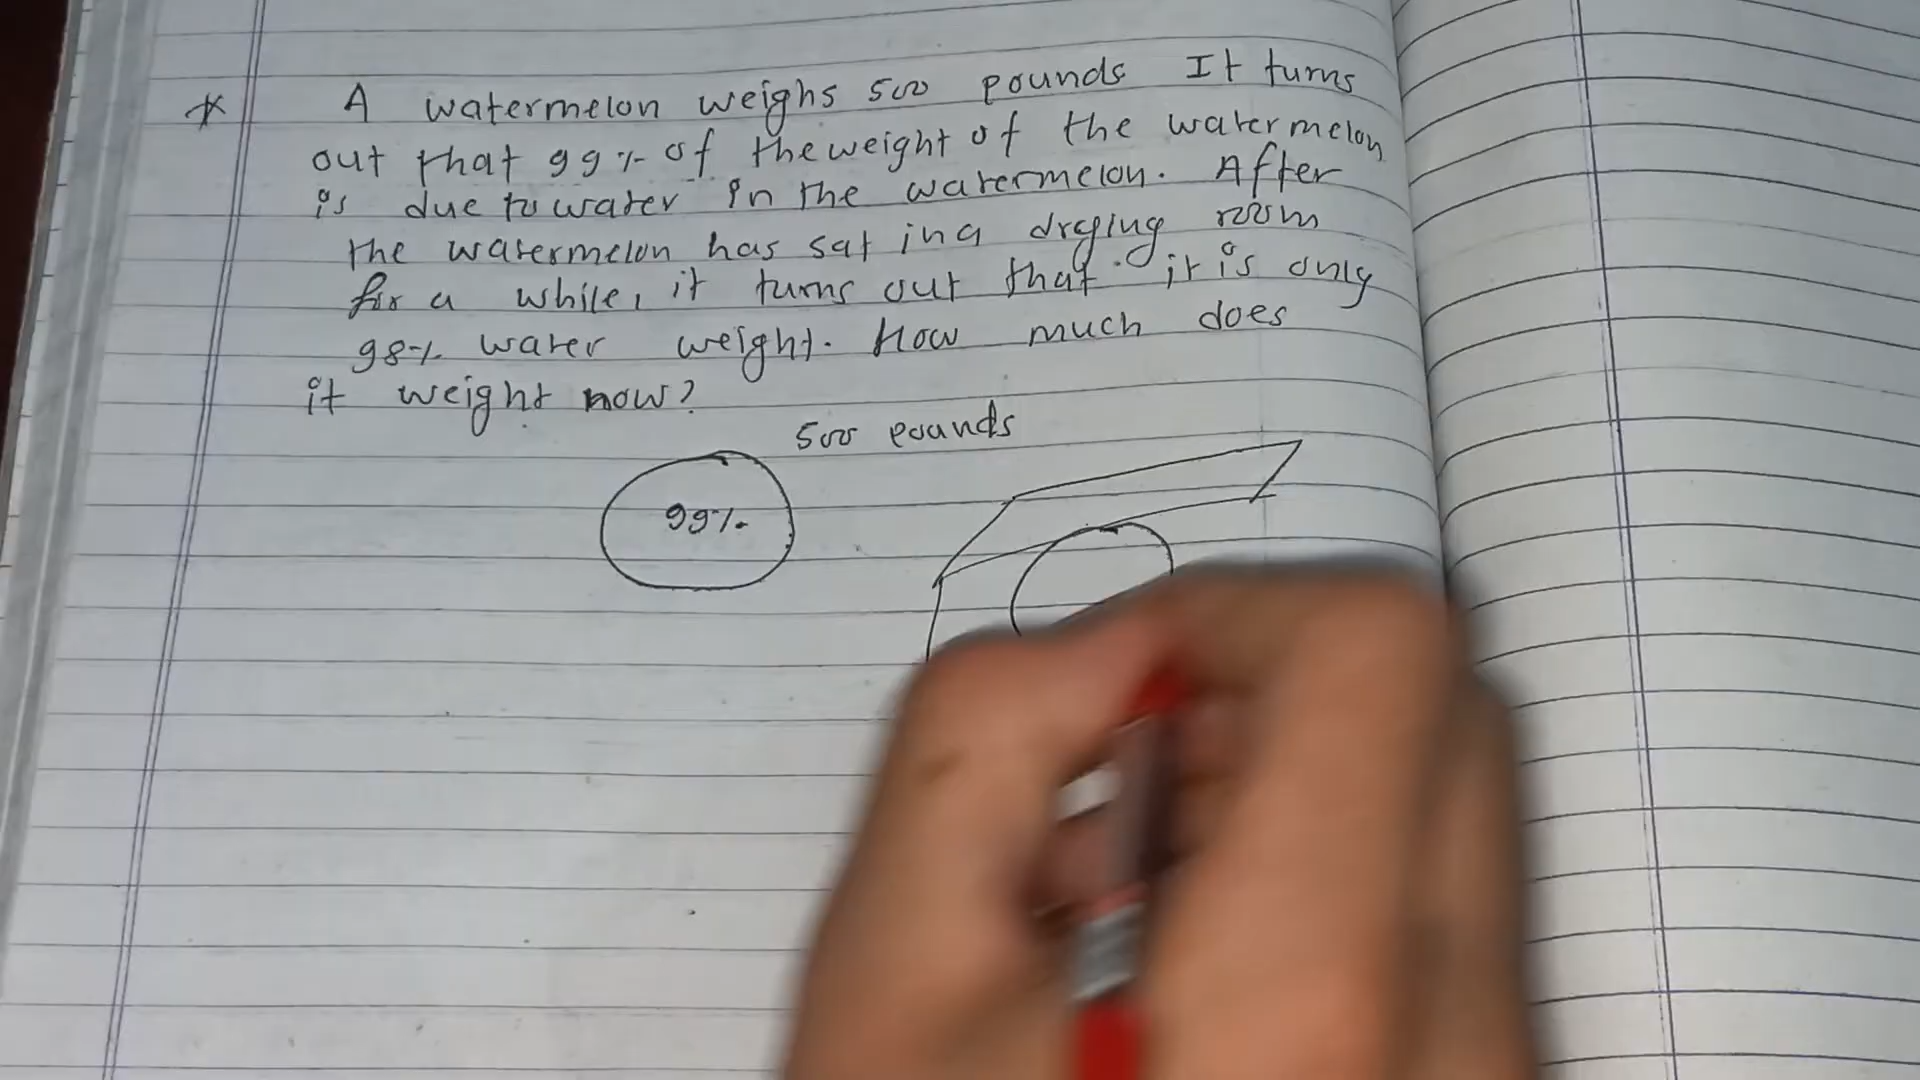 * A watermelon weighs 500 pounds It turns
out that 99% of the weight of the watermelon
is due to water in the watermelon. After
the watermelon has sat in a drying room
for a while, it turns out that it is only
98% water weight. How much does
it weight now?
500 pounds
99%